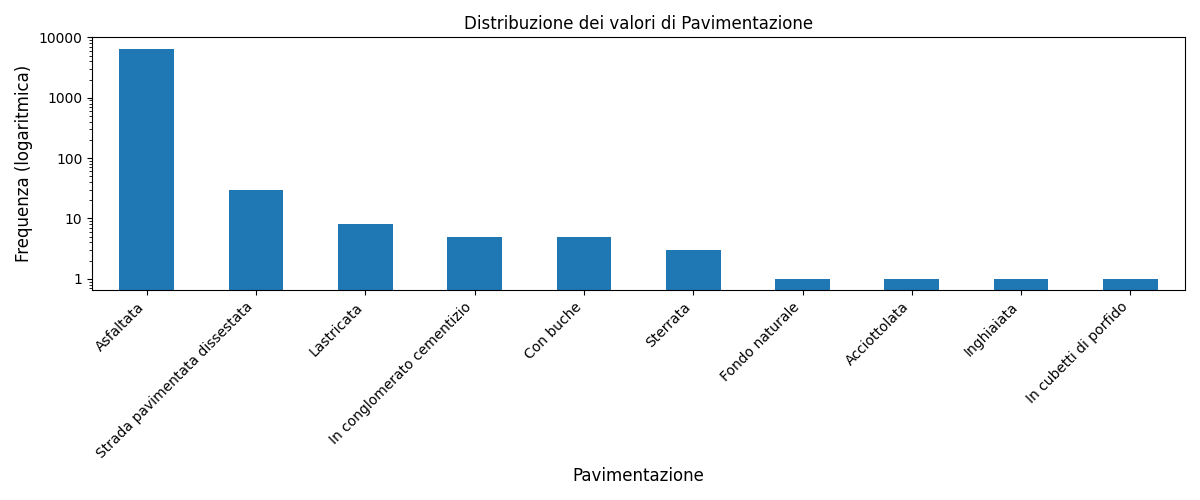 Distribuzione dei valori di Pavimentazione
Frequenza (logaritmica)
10000
1000
100
10
1
Asfaltata
Strada pavimentata dissestata
Lastricata
In conglomerato cementizio
Con buche
Sterrata
Fondo naturale
Acciottolata
Inghiaiata
In cubetti di porfido
Pavimentazione